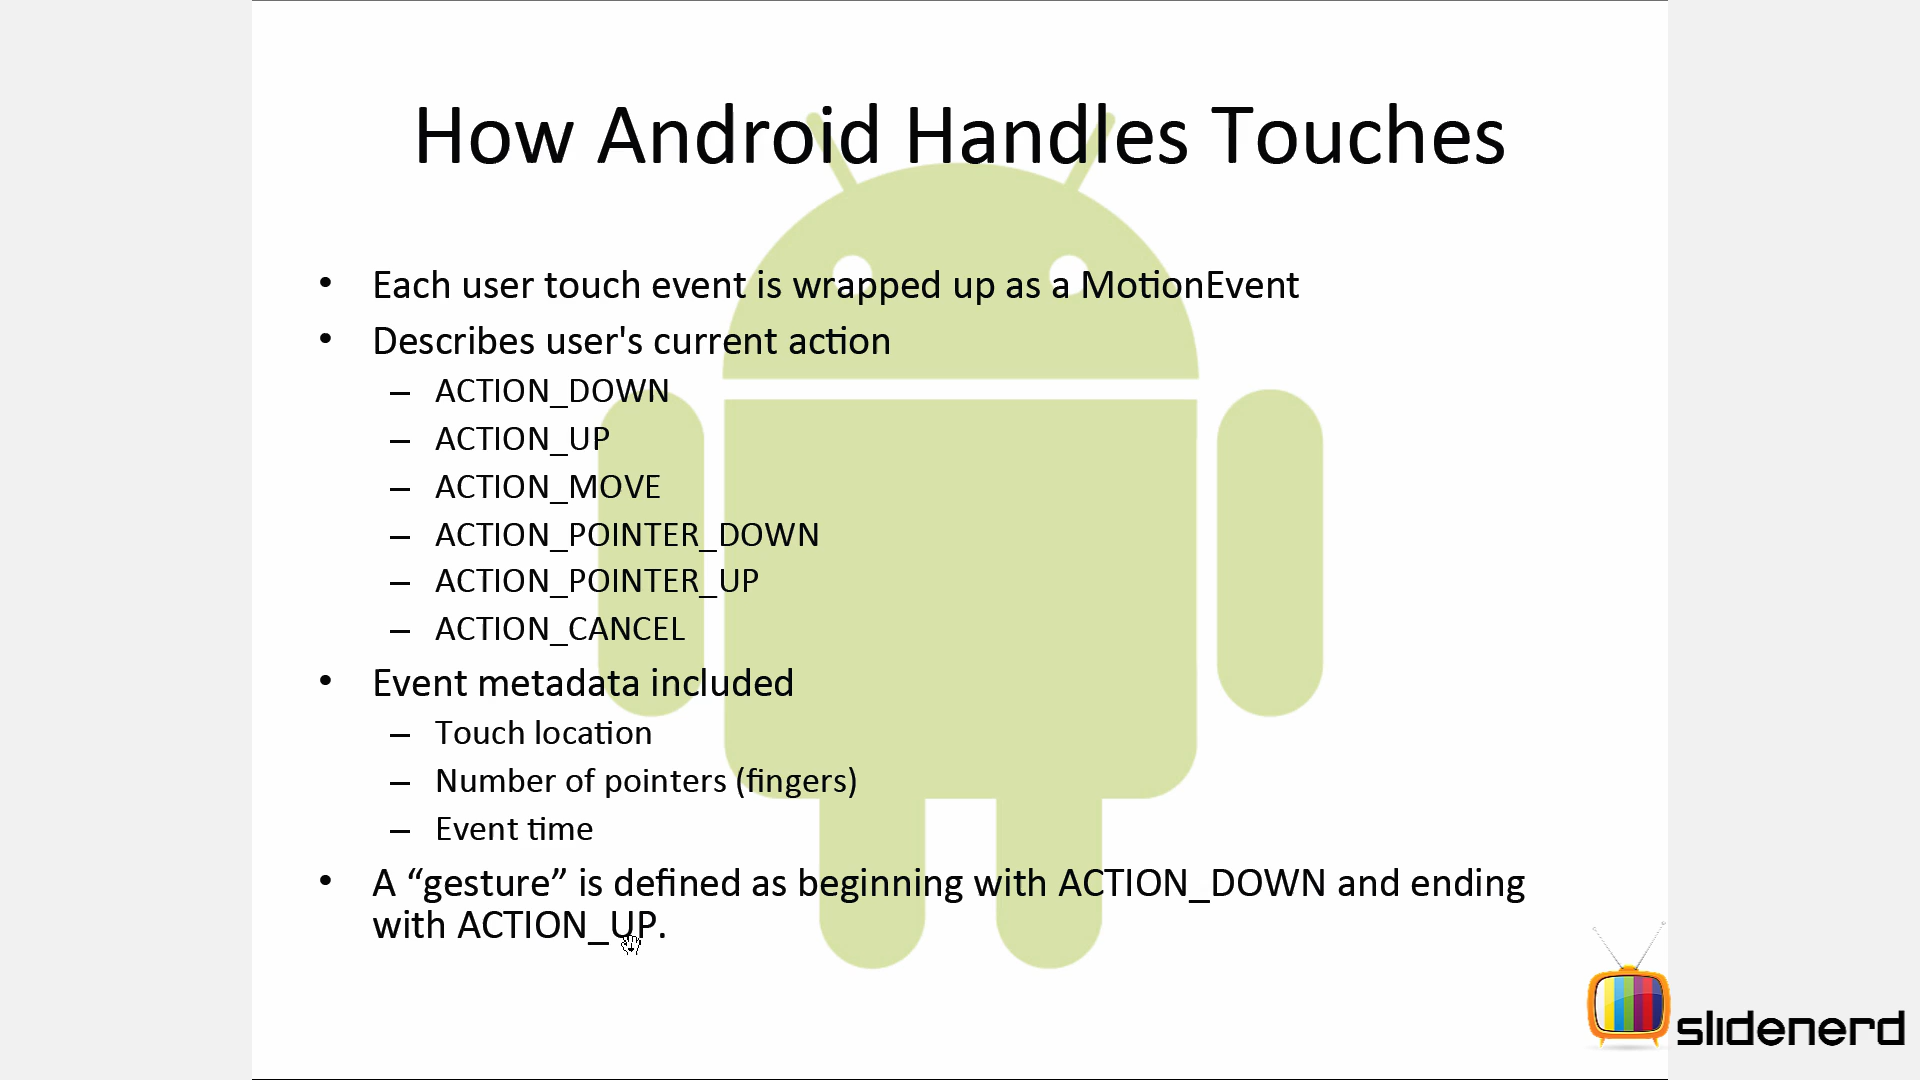 How Android Handles Touches
• Each user touch event is wrapped up as a MotionEvent
• Describes user's current action
– ACTION_DOWN
– ACTION_UP
– ACTION_MOVE
– ACTION_POINTER_DOWN
– ACTION_POINTER_UP
– ACTION_CANCEL
• Event metadata included
– Touch location
– Number of pointers (fingers)
– Event time
• A “gesture” is defined as beginning with ACTION_DOWN and ending
with ACTION_UP.
slidenerd